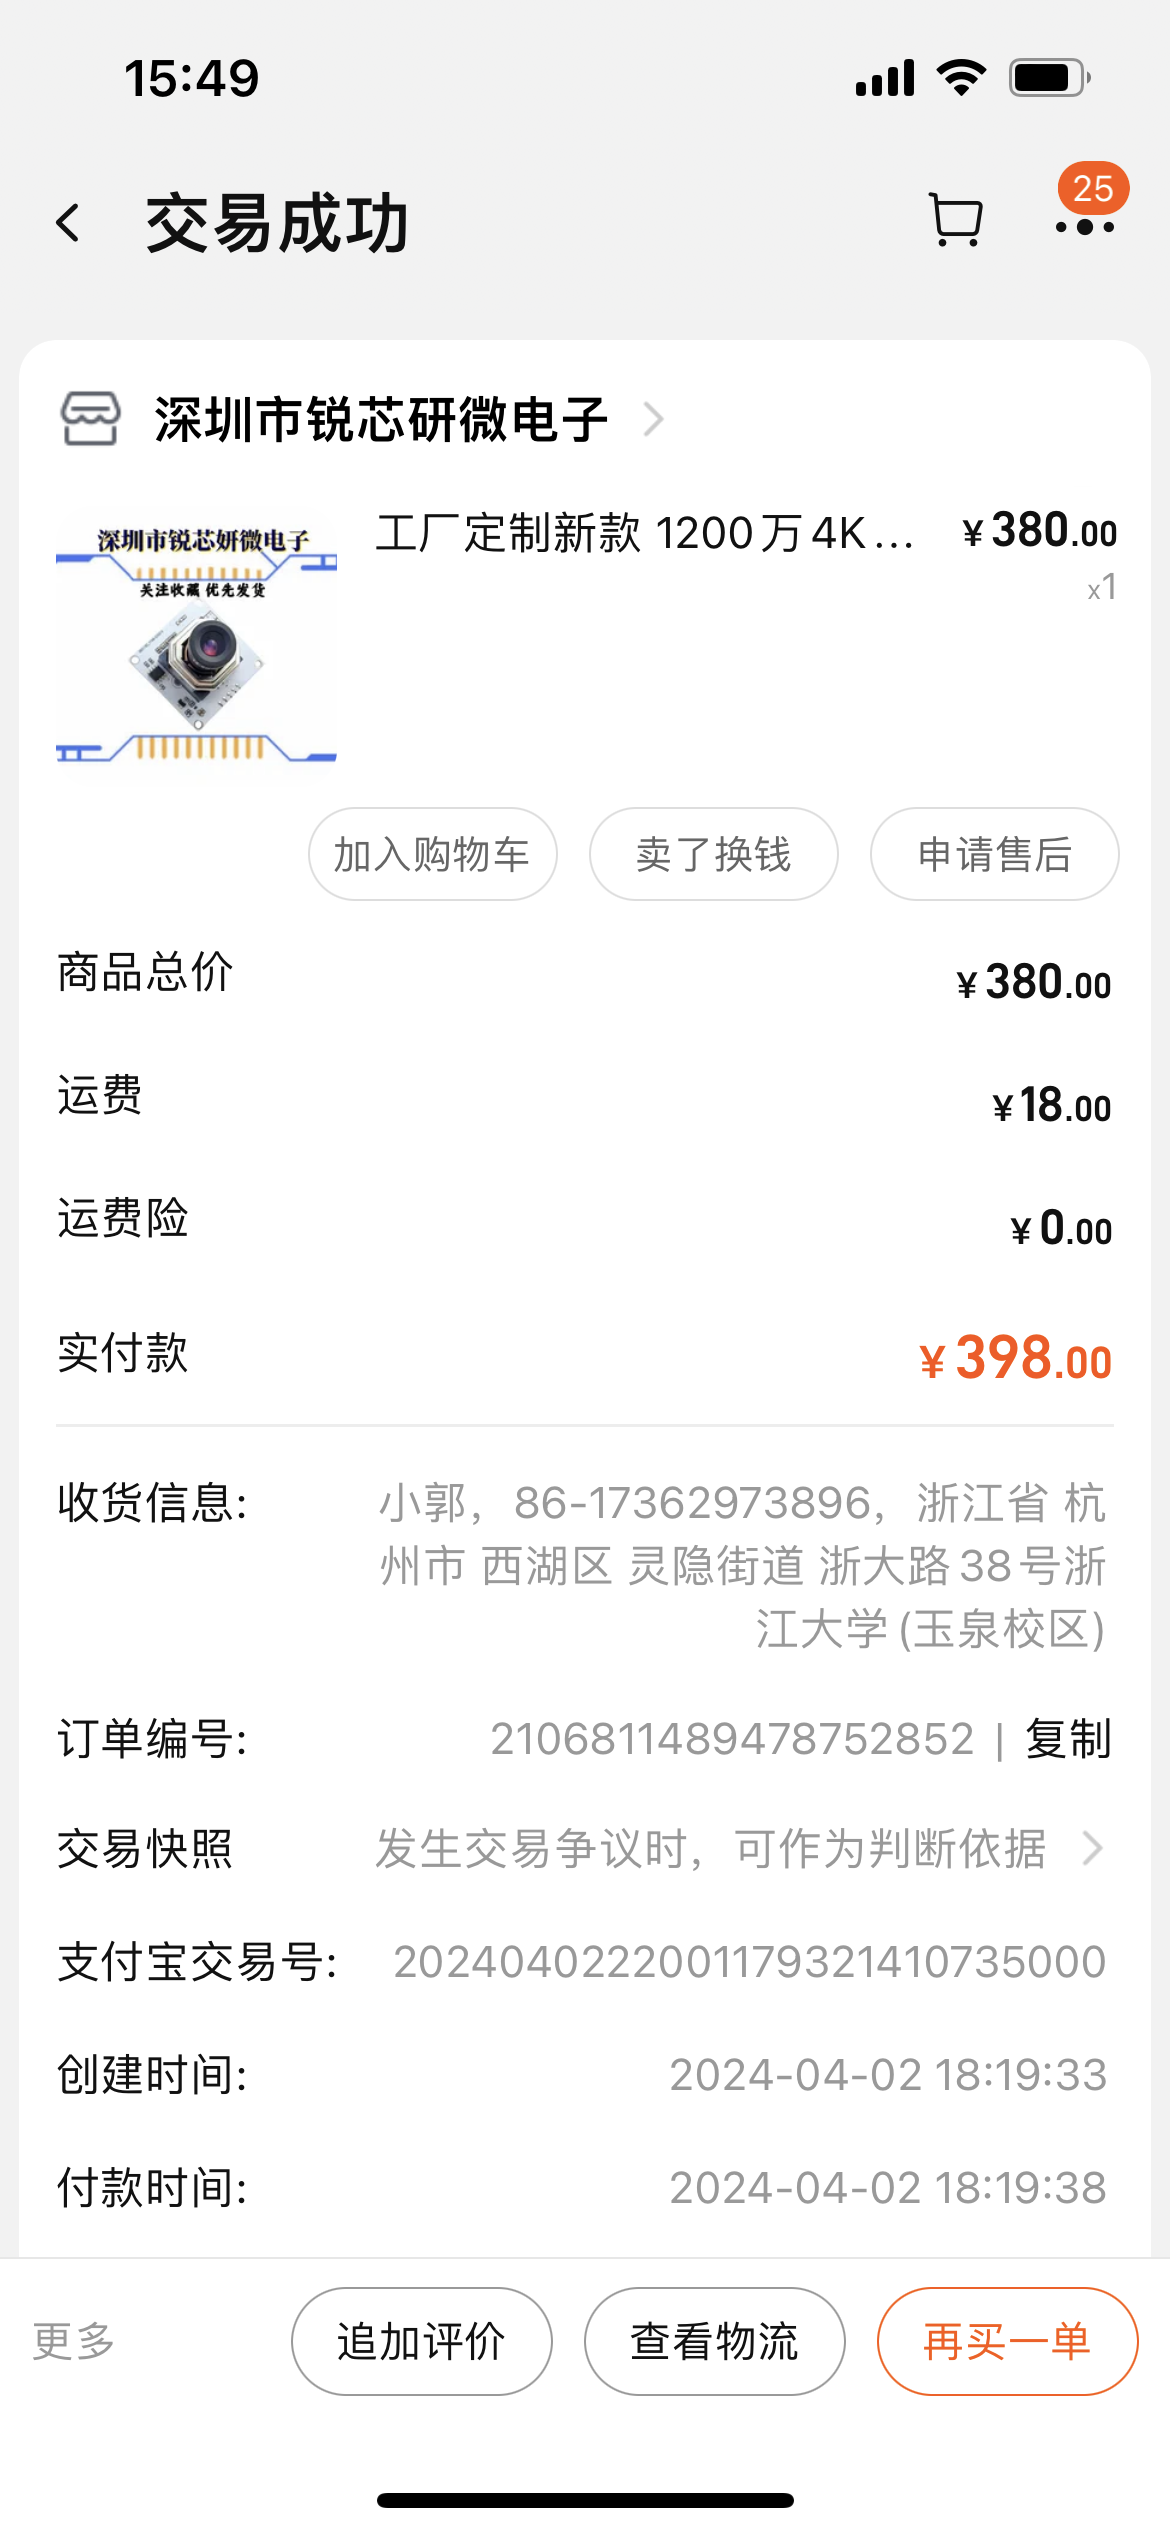 15:49
交易成功
25
深圳市锐芯研微电子
深圳市锐芯妍微电子
关注收藏 优先发货
工厂定制新款 1200万4K... ¥380.00
x1
加入购物车 卖了换钱 申请售后
商品总价 ¥380.00
运费 ¥18.00
运费险 ¥0.00
实付款 ¥398.00
收货信息: 小郭，86-17362973896，浙江省 杭
州市 西湖区 灵隐街道 浙大路38号浙
江大学(玉泉校区)
订单编号: 2106811489478752852 | 复制
交易快照 发生交易争议时，可作为判断依据
支付宝交易号: 2024040222001179321410735000
创建时间: 2024-04-02 18:19:33
付款时间: 2024-04-02 18:19:38
更多 追加评价 查看物流 再买一单